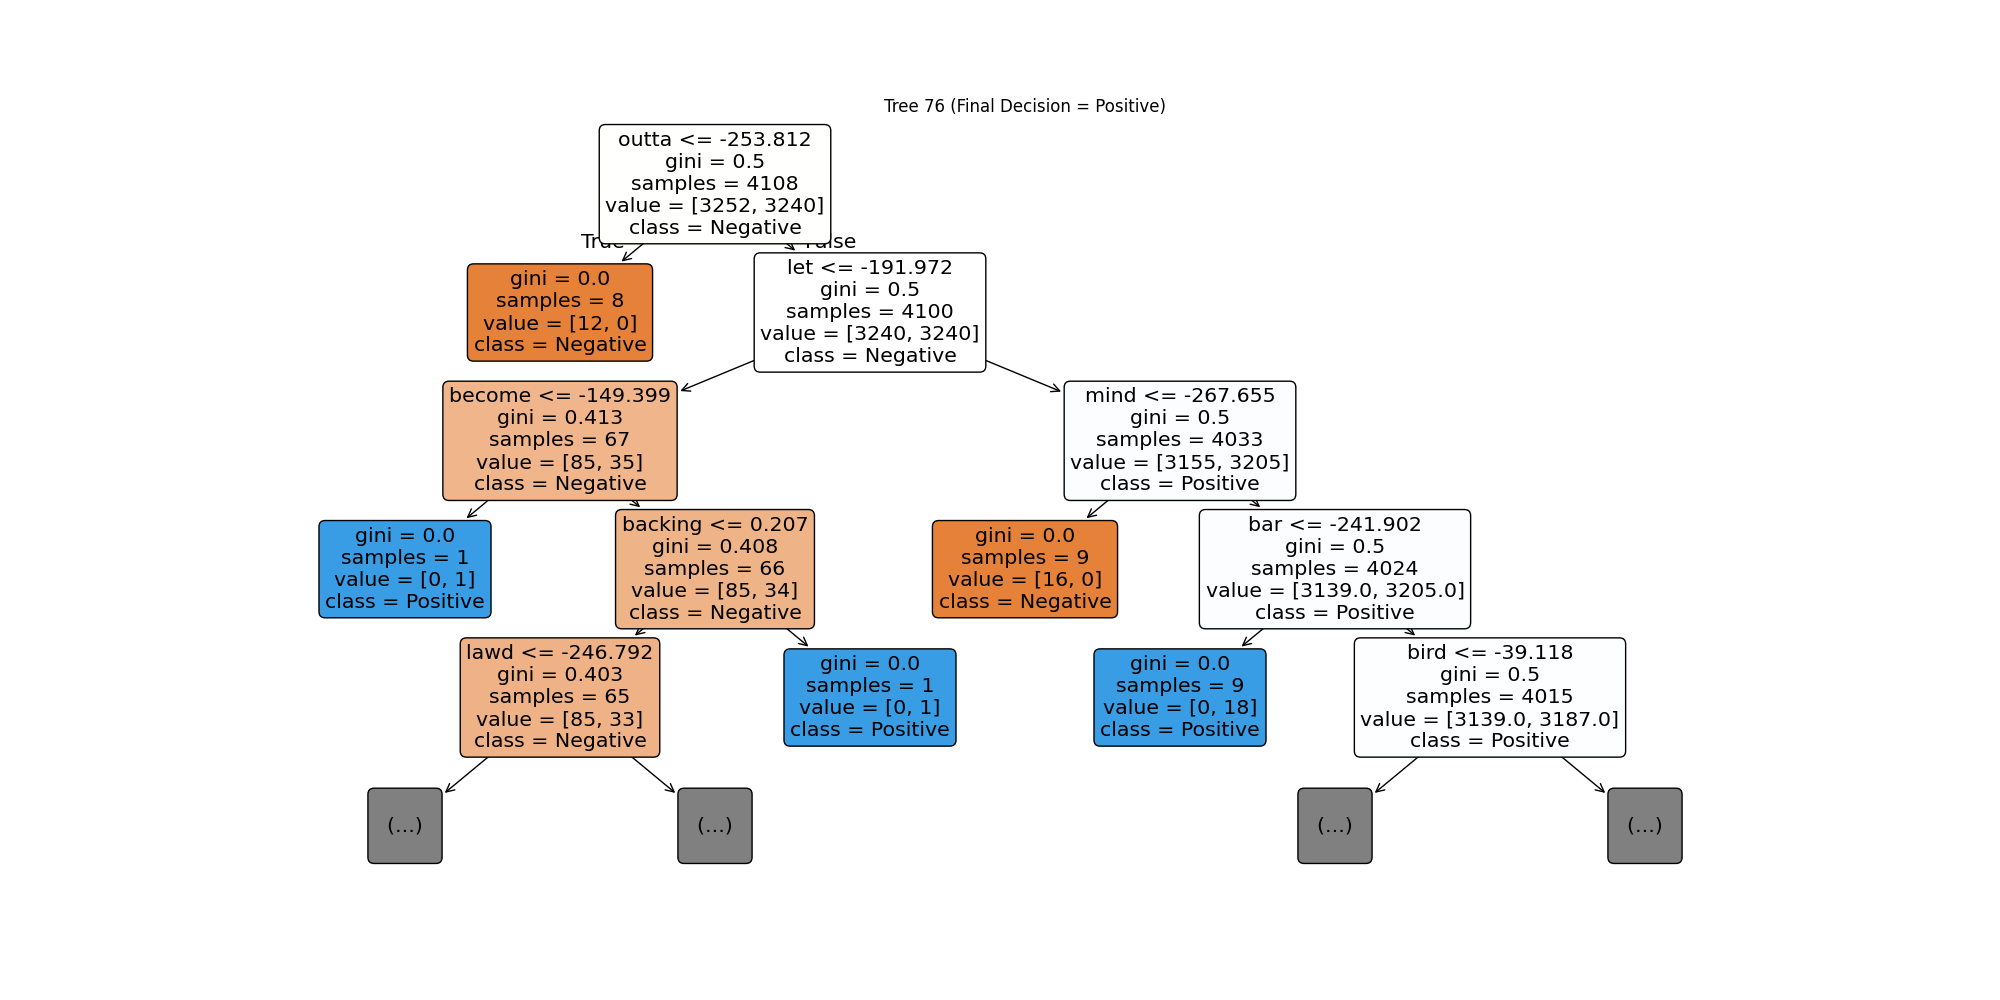 Tree 76 (Final Decision = Positive)
outta <= -253.812
gini = 0.5
samples = 4108
value = [3252, 3240]
class = Negative
True
False
gini = 0.0
samples = 8
value = [12, 0]
class = Negative
let <= -191.972
gini = 0.5
samples = 4100
value = [3240, 3240]
class = Negative
become <= -149.399
gini = 0.413
samples = 67
value = [85, 35]
class = Negative
mind <= -267.655
gini = 0.5
samples = 4033
value = [3155, 3205]
class = Positive
gini = 0.0
samples = 1
value = [0, 1]
class = Positive
backing <= 0.207
gini = 0.408
samples = 66
value = [85, 34]
class = Negative
gini = 0.0
samples = 9
value = [16, 0]
class = Negative
bar <= -241.902
gini = 0.5
samples = 4024
value = [3139.0, 3205.0]
class = Positive
lawd <= -246.792
gini = 0.403
samples = 65
value = [85, 33]
class = Negative
gini = 0.0
samples = 1
value = [0, 1]
class = Positive
gini = 0.0
samples = 9
value = [0, 18]
class = Positive
bird <= -39.118
gini = 0.5
samples = 4015
value = [3139.0, 3187.0]
class = Positive
(...)
(...)
(...)
(...)